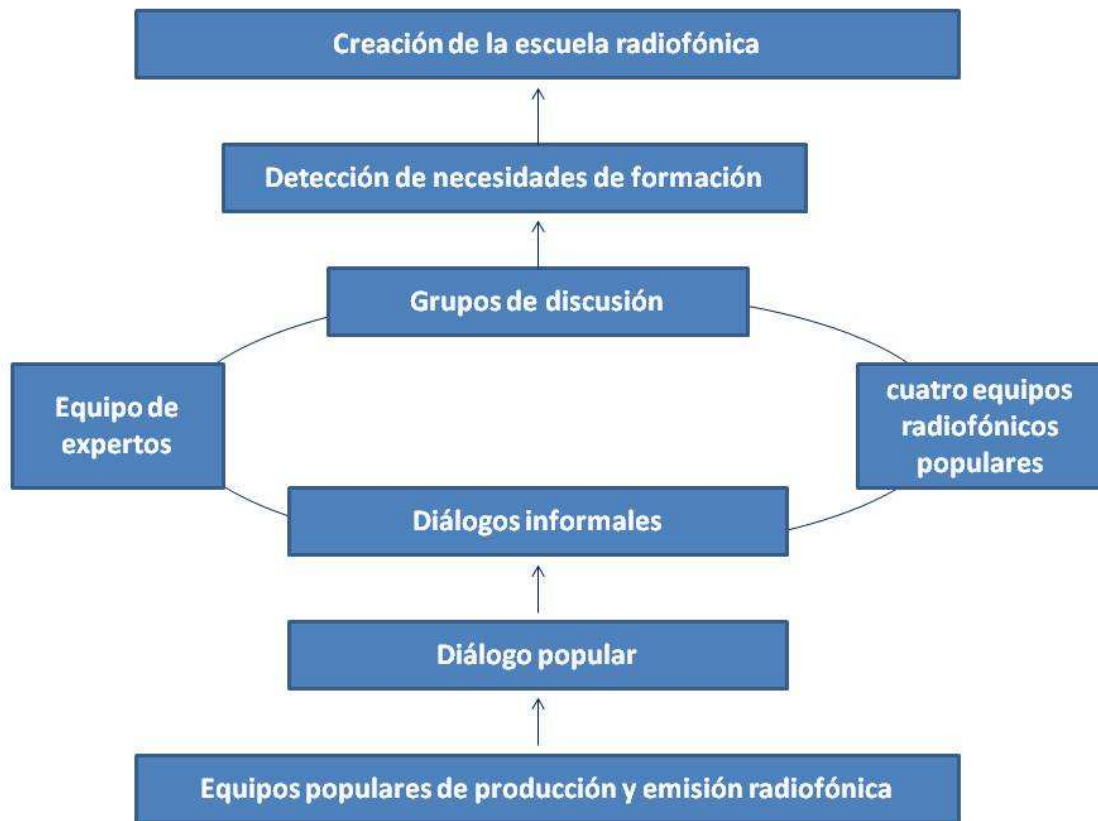 Creación de la escuela radiofónica
Detección de necesidades de formación
Grupos de discusión
Equipo de
expertos
cuatro equipos
radiofónicos
populares
Diálogos informales
Diálogo popular
Equipos populares de producción y emisión radiofónica